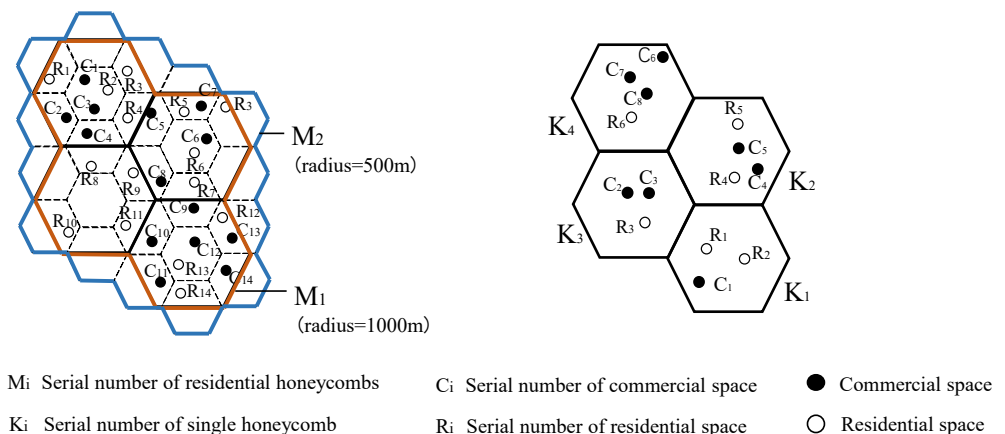 R1 C1 R2 R3
C2 C3 R4 C4
C5 R5 C7 R3
C6 R6
M2
(radius=500m)
R8 R9 C8 R7
R10 R11 C9 R12
C10 C12 C13
C11 R13 C14
R14
M1
(radius=1000m)
C6
C7
C8
R6
K4
R5
C5
R4 C4
K2
C2 C3
R3
K3
R1
R2
C1
K1
Mi Serial number of residential honeycombs
Ci Serial number of commercial space
Commercial space
Ki Serial number of single honeycomb
Ri Serial number of residential space
Residential space